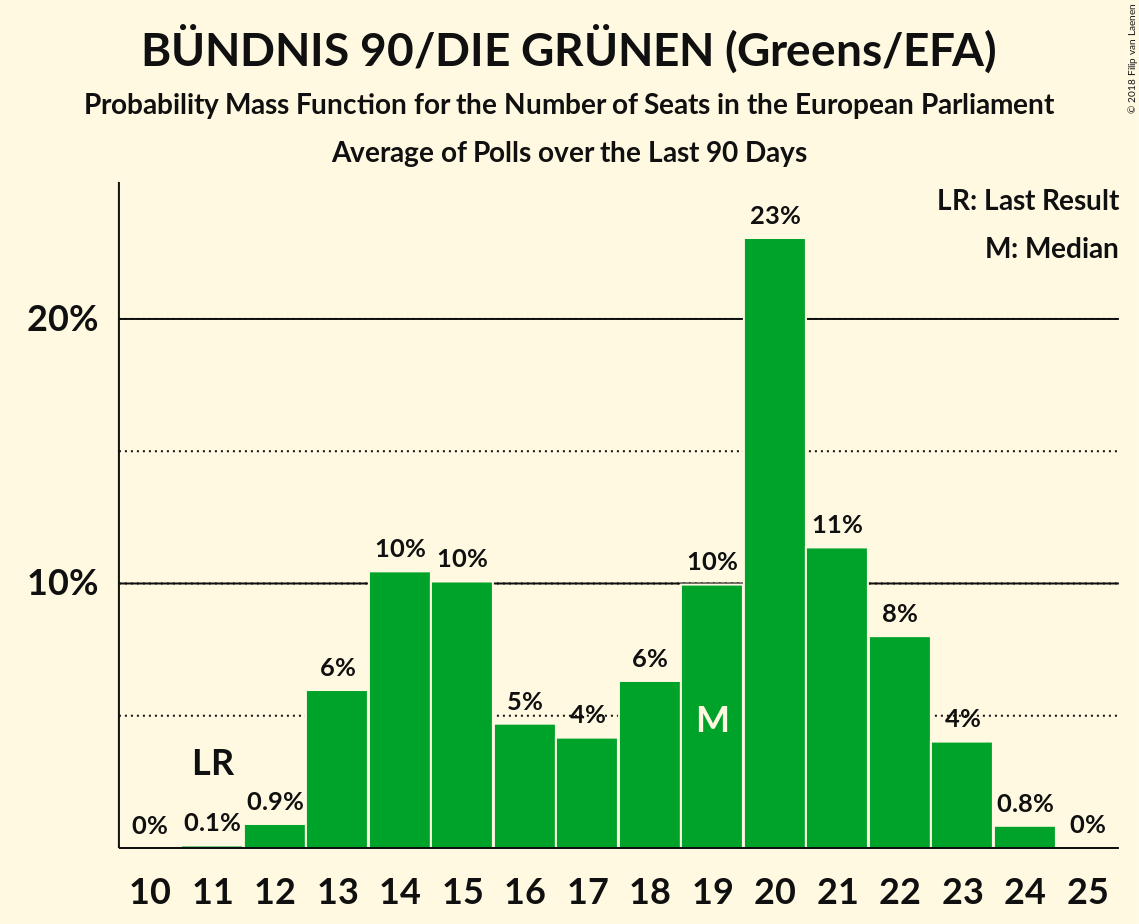 BÜNDNIS 90/DIE GRÜNEN (Greens/EFA)
Probability Mass Function for the Number of Seats in the European Parliament
Average of Polls over the Last 90 Days
© 2018 Filip van Laenen
LR: Last Result
M: Median
20%
10%
0%
0.1%
0.9%
6%
10%
10%
5%
4%
6%
10%
23%
11%
8%
4%
0.8%
0%
LR
M
10 11 12 13 14 15 16 17 18 19 20 21 22 23 24 25